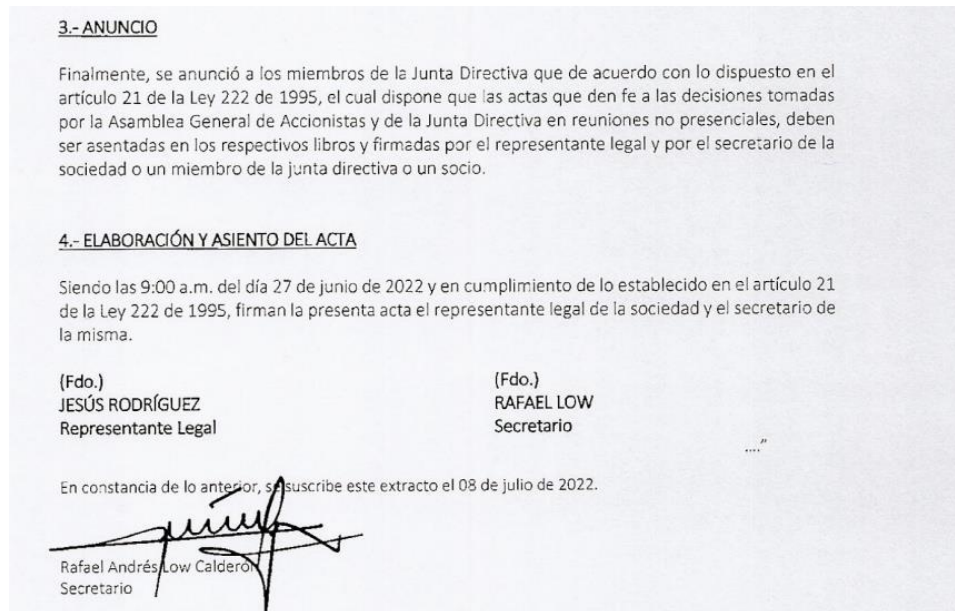 3.- ANUNCIO
Finalmente, se anunció a los miembros de la Junta Directiva que de acuerdo con lo dispuesto en el
artículo 21 de la Ley 222 de 1995, el cual dispone que las actas que den fe a las decisiones tomadas
por la Asamblea General de Accionistas y de la Junta Directiva en reuniones no presenciales, deben
ser asentadas en los respectivos libros y firmadas por el representante legal y por el secretario de la
sociedad o un miembro de la junta directiva o un socio.
4.- ELABORACIÓN Y ASIENTO DEL ACTA
Siendo las 9:00 a.m. del día 27 de junio de 2022 y en cumplimiento de lo establecido en el artículo 21
de la Ley 222 de 1995, firman la presenta acta el representante legal de la sociedad y el secretario de
la misma.
(Fdo.) (Fdo.)
JESÚS RODRÍGUEZ RAFAEL LOW
Representante Legal Secretario
...."
En constancia de lo anterior, se suscribe este extracto el 08 de julio de 2022.
Rafael Andrés Low Calderón
Secretario